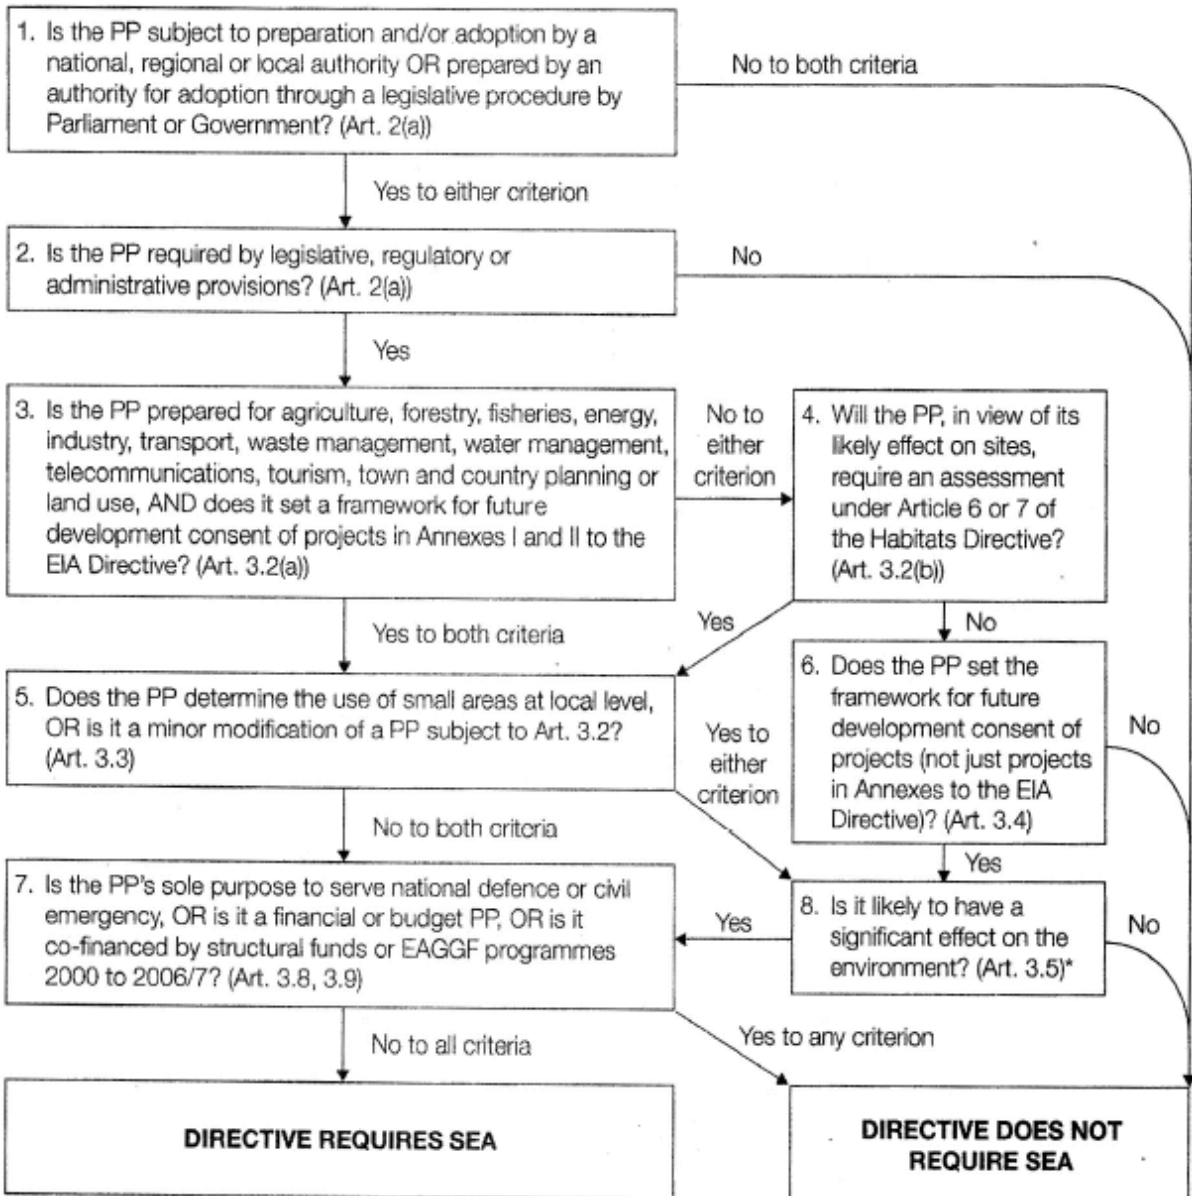 1. Is the PP subject to preparation and/or adoption by a
national, regional or local authority OR prepared by an
authority for adoption through a legislative procedure by
Parliament or Government? (Art. 2(a))
No to both criteria
Yes to either criterion
2. Is the PP required by legislative, regulatory or
administrative provisions? (Art. 2(a))
No
Yes
3. Is the PP prepared for agriculture, forestry, fisheries, energy,
industry, transport, waste management, water management,
telecommunications, tourism, town and country planning or
land use, AND does it set a framework for future
development consent of projects in Annexes I and II to the
EIA Directive? (Art. 3.2(a))
No to
either
criterion
4. Will the PP, in view of its
likely effect on sites,
require an assessment
under Article 6 or 7 of
the Habitats Directive?
(Art. 3.2(b))
Yes to both criteria
Yes
No
5. Does the PP determine the use of small areas at local level,
OR is it a minor modification of a PP subject to Art. 3.2?
(Art. 3.3)
Yes to
either
criterion
6. Does the PP set the
framework for future
development consent of
projects (not just projects
in Annexes to the EIA
Directive)? (Art. 3.4)
No
No to both criteria
Yes
7. Is the PP's sole purpose to serve national defence or civil
emergency, OR is it a financial or budget PP, OR is it
co-financed by structural funds or EAGGF programmes
2000 to 2006/7? (Art. 3.8, 3.9)
Yes
8. Is it likely to have a
significant effect on the
environment? (Art. 3.5)*
No
No to all criteria
Yes to any criterion
DIRECTIVE REQUIRES SEA
DIRECTIVE DOES NOT
REQUIRE SEA